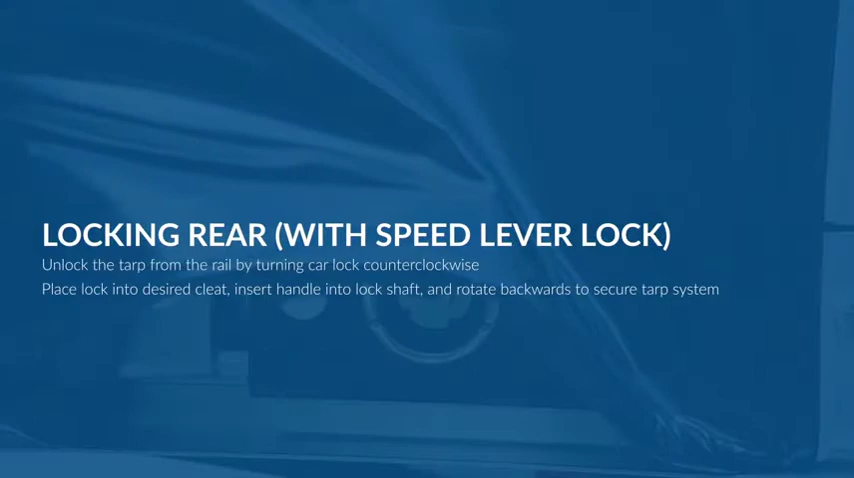 LOCKING REAR (WITH SPEED LEVER LOCK)
Unlock the tarp from the rail by turning car lock counterclockwise
Place lock into desired cleat, insert handle into lock shaft, and rotate backwards to secure tarp system